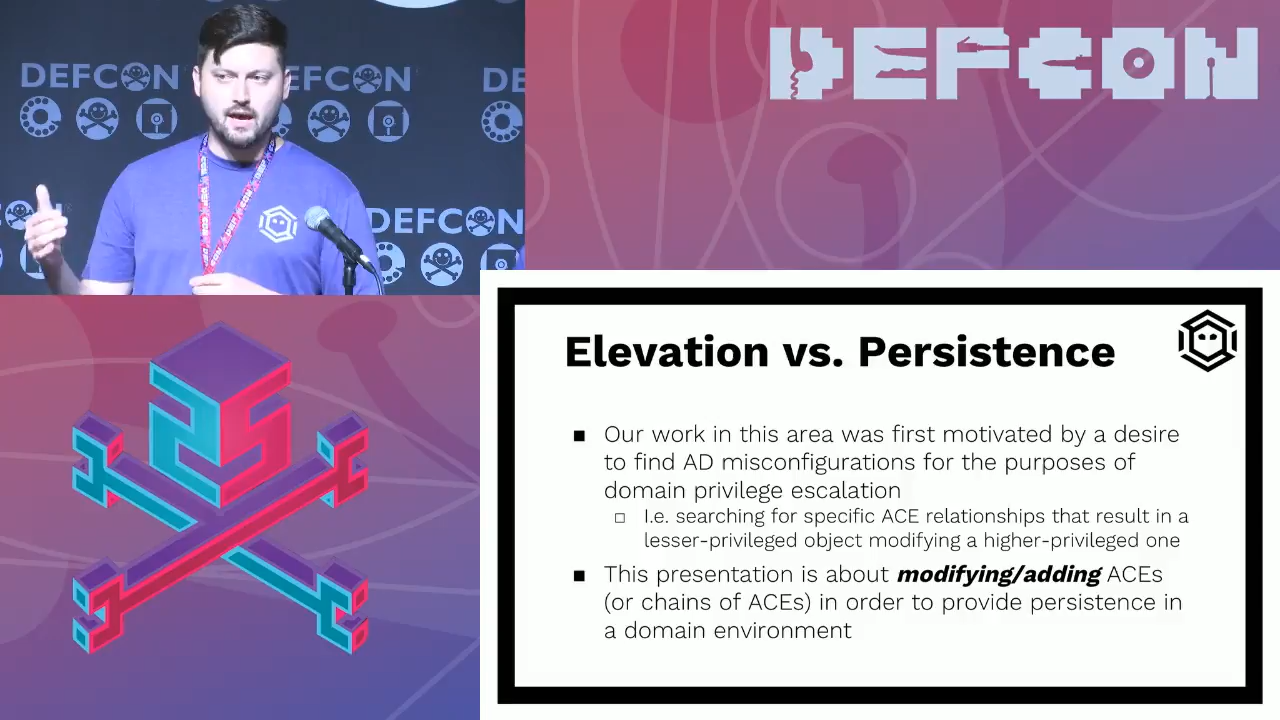 DEFCON
DEFCON
DEFCON
DE
DEFCON
Elevation vs. Persistence
■ Our work in this area was first motivated by a desire
to find AD misconfigurations for the purposes of
domain privilege escalation
□ I.e. searching for specific ACE relationships that result in a
lesser-privileged object modifying a higher-privileged one
■ This presentation is about modifying/adding ACEs
(or chains of ACEs) in order to provide persistence in
a domain environment